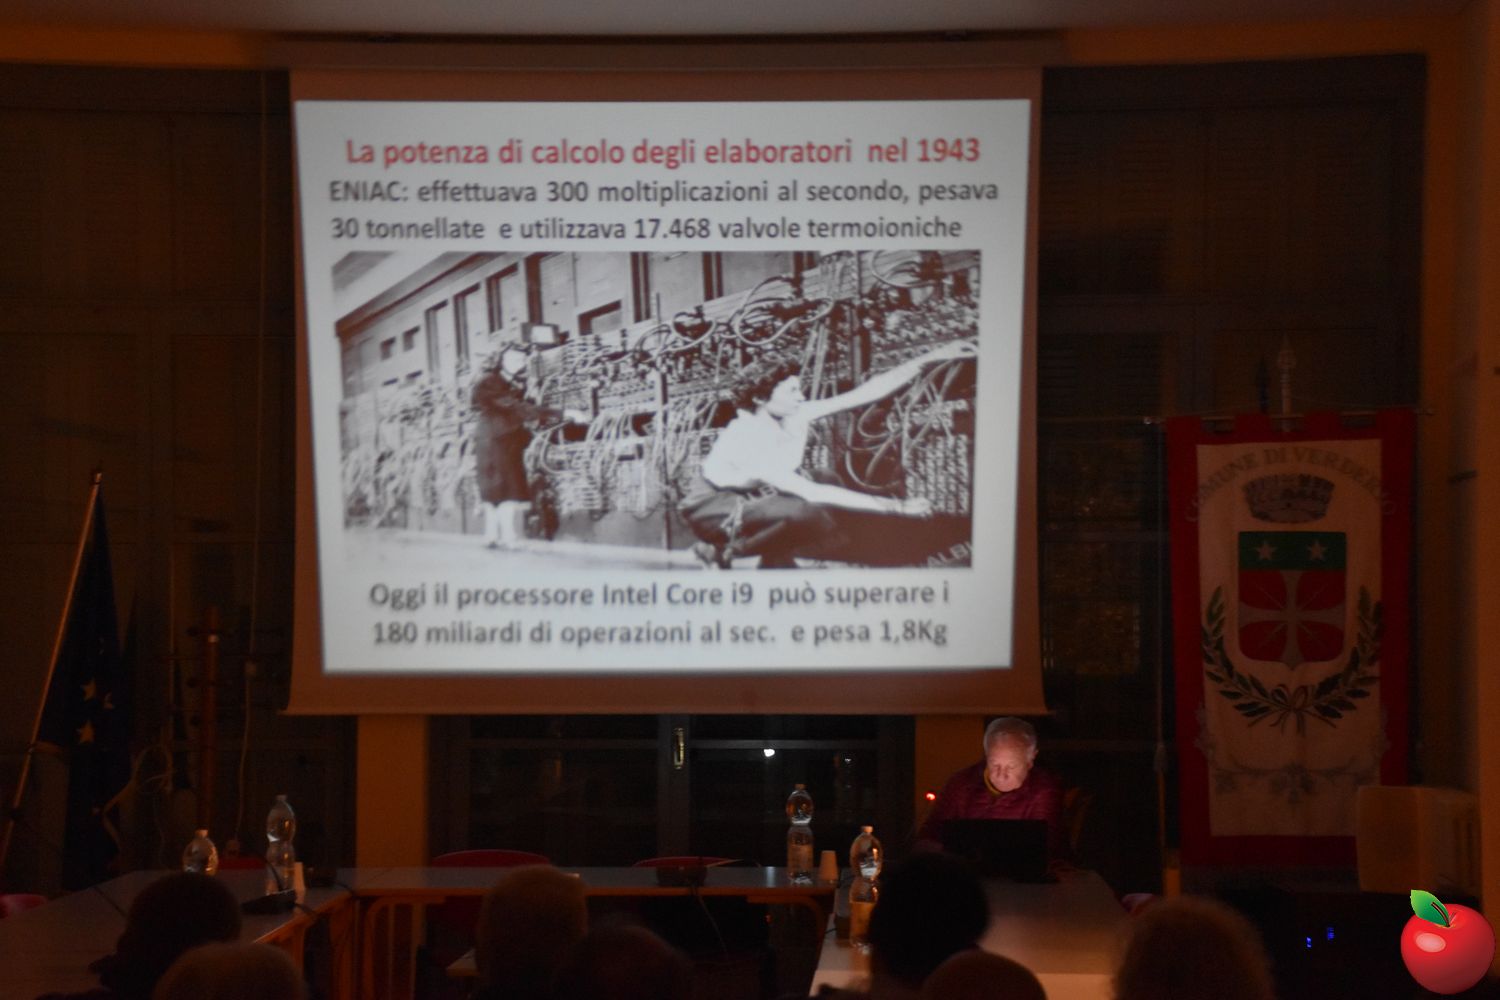 La potenza di calcolo degli elaboratori nel 1943
ENIAC: effettuava 300 moltiplicazioni al secondo, pesava
30 tonnellate e utilizzava 17.468 valvole termoioniche
Oggi il processore Intel Core i9 può superare i
180 miliardi di operazioni al sec. e pesa 1,8Kg
COMUNE DI VERDERIO